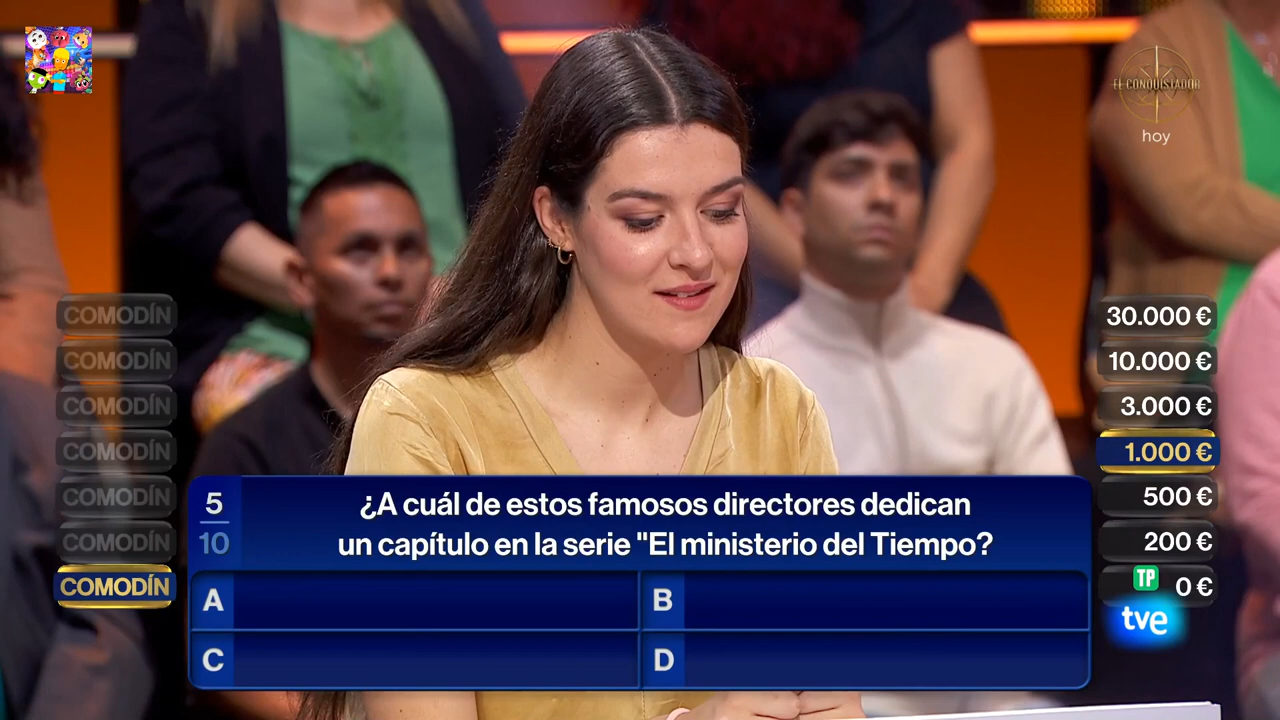 EL CONQUISTADOR
hoy
COMODÍN
COMODÍN
COMODÍN
COMODÍN
COMODÍN
COMODÍN
COMODÍN
30.000 €
10.000 €
3.000 €
1.000 €
500 €
200 €
TP 0 €
tve
5
10
¿A cuál de estos famosos directores dedican
un capítulo en la serie "El ministerio del Tiempo?
A
B
C
D